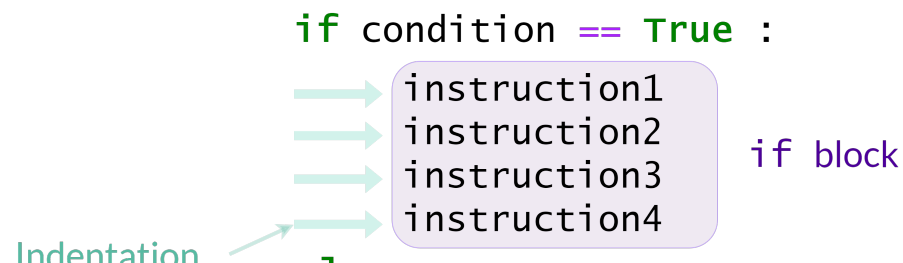 if condition == True :
instruction1
instruction2
instruction3
instruction4
if block
Indentation